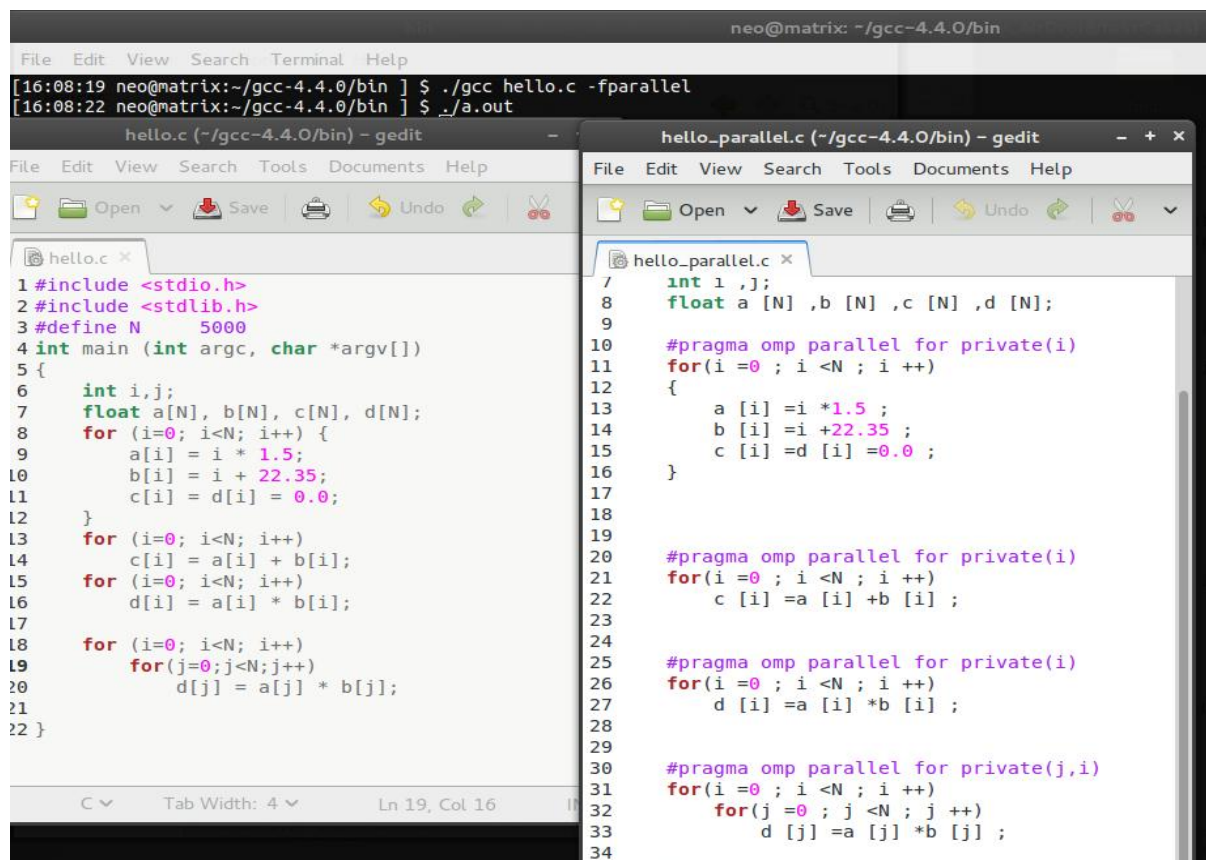 neo@matrix: ~/gcc-4.4.0/bin
File Edit View Search Terminal Help
[16:08:19 neo@matrix:~/gcc-4.4.0/bin ] $ ./gcc hello.c -fparallel
[16:08:22 neo@matrix:~/gcc-4.4.0/bin ] $ ./a.out
hello.c (~/gcc-4.4.0/bin) – gedit
File Edit View Search Tools Documents Help
Open Save Undo
hello.c ×
1 #include <stdio.h>
2 #include <stdlib.h>
3 #define N     5000
4 int main (int argc, char *argv[])
5 {
6     int i,j;
7     float a[N], b[N], c[N], d[N];
8     for (i=0; i<N; i++) {
9         a[i] = i * 1.5;
10         b[i] = i + 22.35;
11         c[i] = d[i] = 0.0;
12     }
13     for (i=0; i<N; i++)
14         c[i] = a[i] + b[i];
15     for (i=0; i<N; i++)
16         d[i] = a[i] * b[i];
17
18     for (i=0; i<N; i++)
19         for(j=0;j<N;j++)
20             d[j] = a[j] * b[j];
21
22 }
C Tab Width: 4 Ln 19, Col 16
hello_parallel.c (~/gcc-4.4.0/bin) – gedit
File Edit View Search Tools Documents Help
Open Save Undo
hello_parallel.c ×
7     int i ,j;
8     float a [N] ,b [N] ,c [N] ,d [N];
9
10     #pragma omp parallel for private(i)
11     for(i =0 ; i <N ; i ++)
12     {
13         a [i] =i *1.5 ;
14         b [i] =i +22.35 ;
15         c [i] =d [i] =0.0 ;
16     }
17
18
19
20     #pragma omp parallel for private(i)
21     for(i =0 ; i <N ; i ++)
22         c [i] =a [i] +b [i] ;
23
24
25     #pragma omp parallel for private(i)
26     for(i =0 ; i <N ; i ++)
27         d [i] =a [i] *b [i] ;
28
29
30     #pragma omp parallel for private(j,i)
31     for(i =0 ; i <N ; i ++)
32         for(j =0 ; j <N ; j ++)
33             d [j] =a [j] *b [j] ;
34